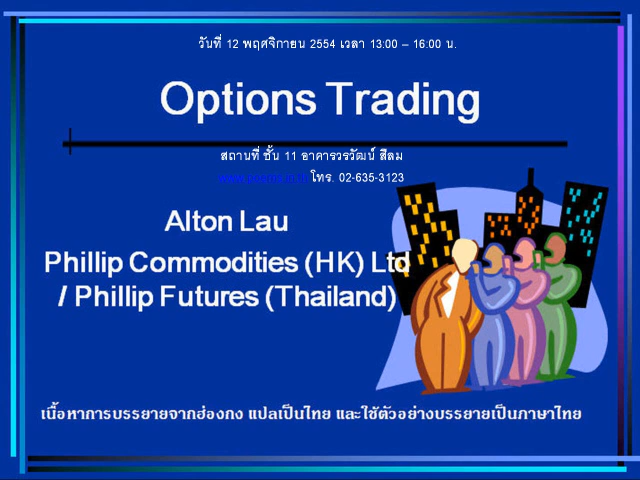 วันที่ 12 พฤศจิกายน 2554 เวลา 13:00 – 16:00 น.
Options Trading
สถานที่ ชั้น 11 อาคารวรวัฒน์ สีลม
โทร. 02-635-3123
Alton Lau
Phillip Commodities (HK) Ltd
/ Phillip Futures (Thailand)
เนื้อหาการบรรยายจากฮ่องกง แปลเป็นไทย และใช้ตัวอย่างบรรยายเป็นภาษาไทย